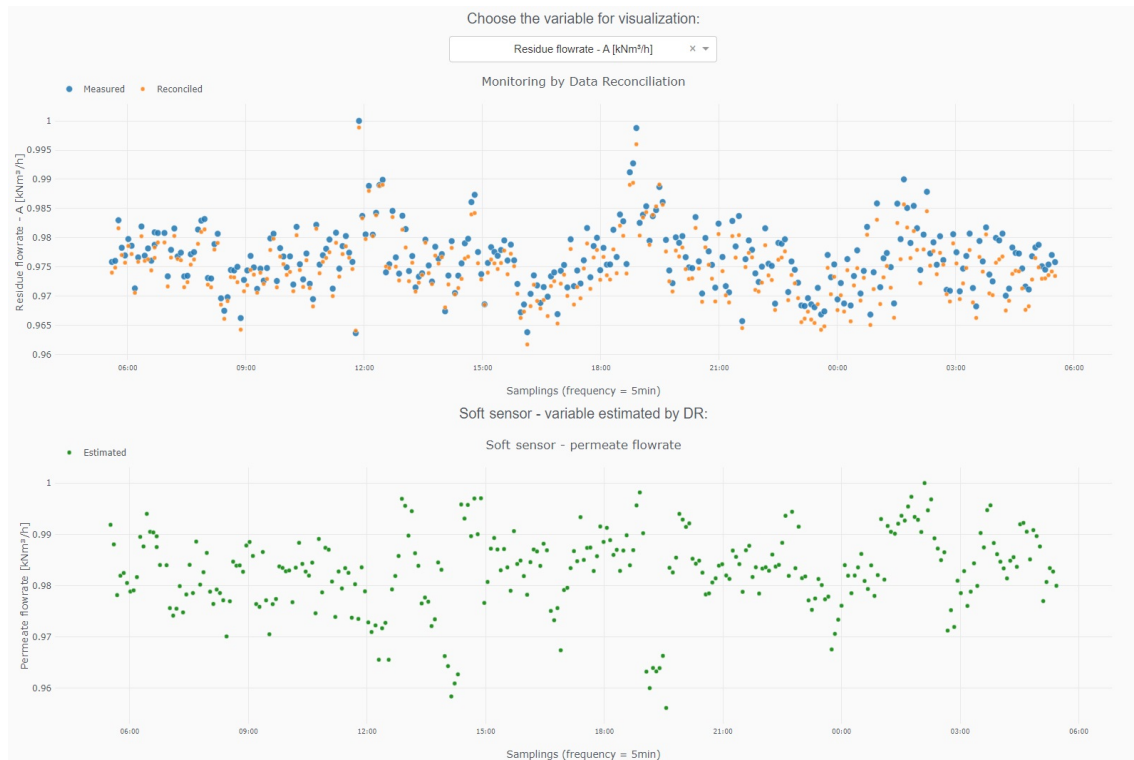 Choose the variable for visualization:
Residue flowrate - A [kNm³/h] × 
Monitoring by Data Reconciliation
Measured Reconciled
Residue flowrate - A [kNm³/h]
1
0.995
0.99
0.985
0.98
0.975
0.97
0.965
0.96
06:00 09:00 12:00 15:00 18:00 21:00 00:00 03:00 06:00
Samplings (frequency = 5min)
Soft sensor - variable estimated by DR:
Soft sensor - permeate flowrate
Estimated
Permeate flowrate [kNm³/h]
1
0.99
0.98
0.97
0.96
06:00 09:00 12:00 15:00 18:00 21:00 00:00 03:00 06:00
Samplings (frequency = 5min)